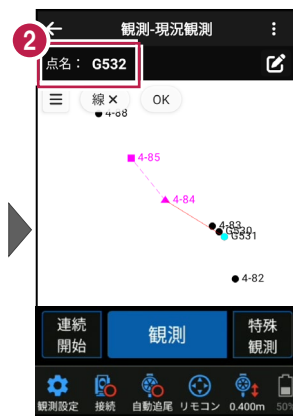 2
観測-現況観測
点名： G532
線× OK
4-88
4-85
4-84
4-83
G530
G531
4-82
連続
開始
観測
特殊
観測
観測設定 接続 自動追尾 リモコン 0.400m 50%